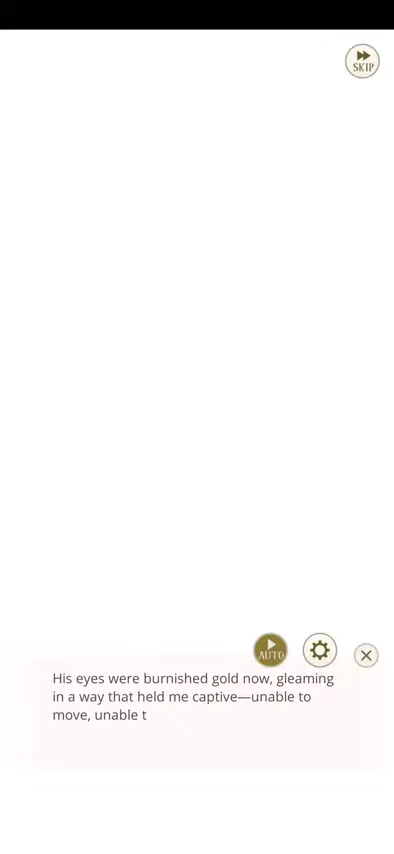 SKIP
AUTO
His eyes were burnished gold now, gleaming
in a way that held me captive—unable to
move, unable t